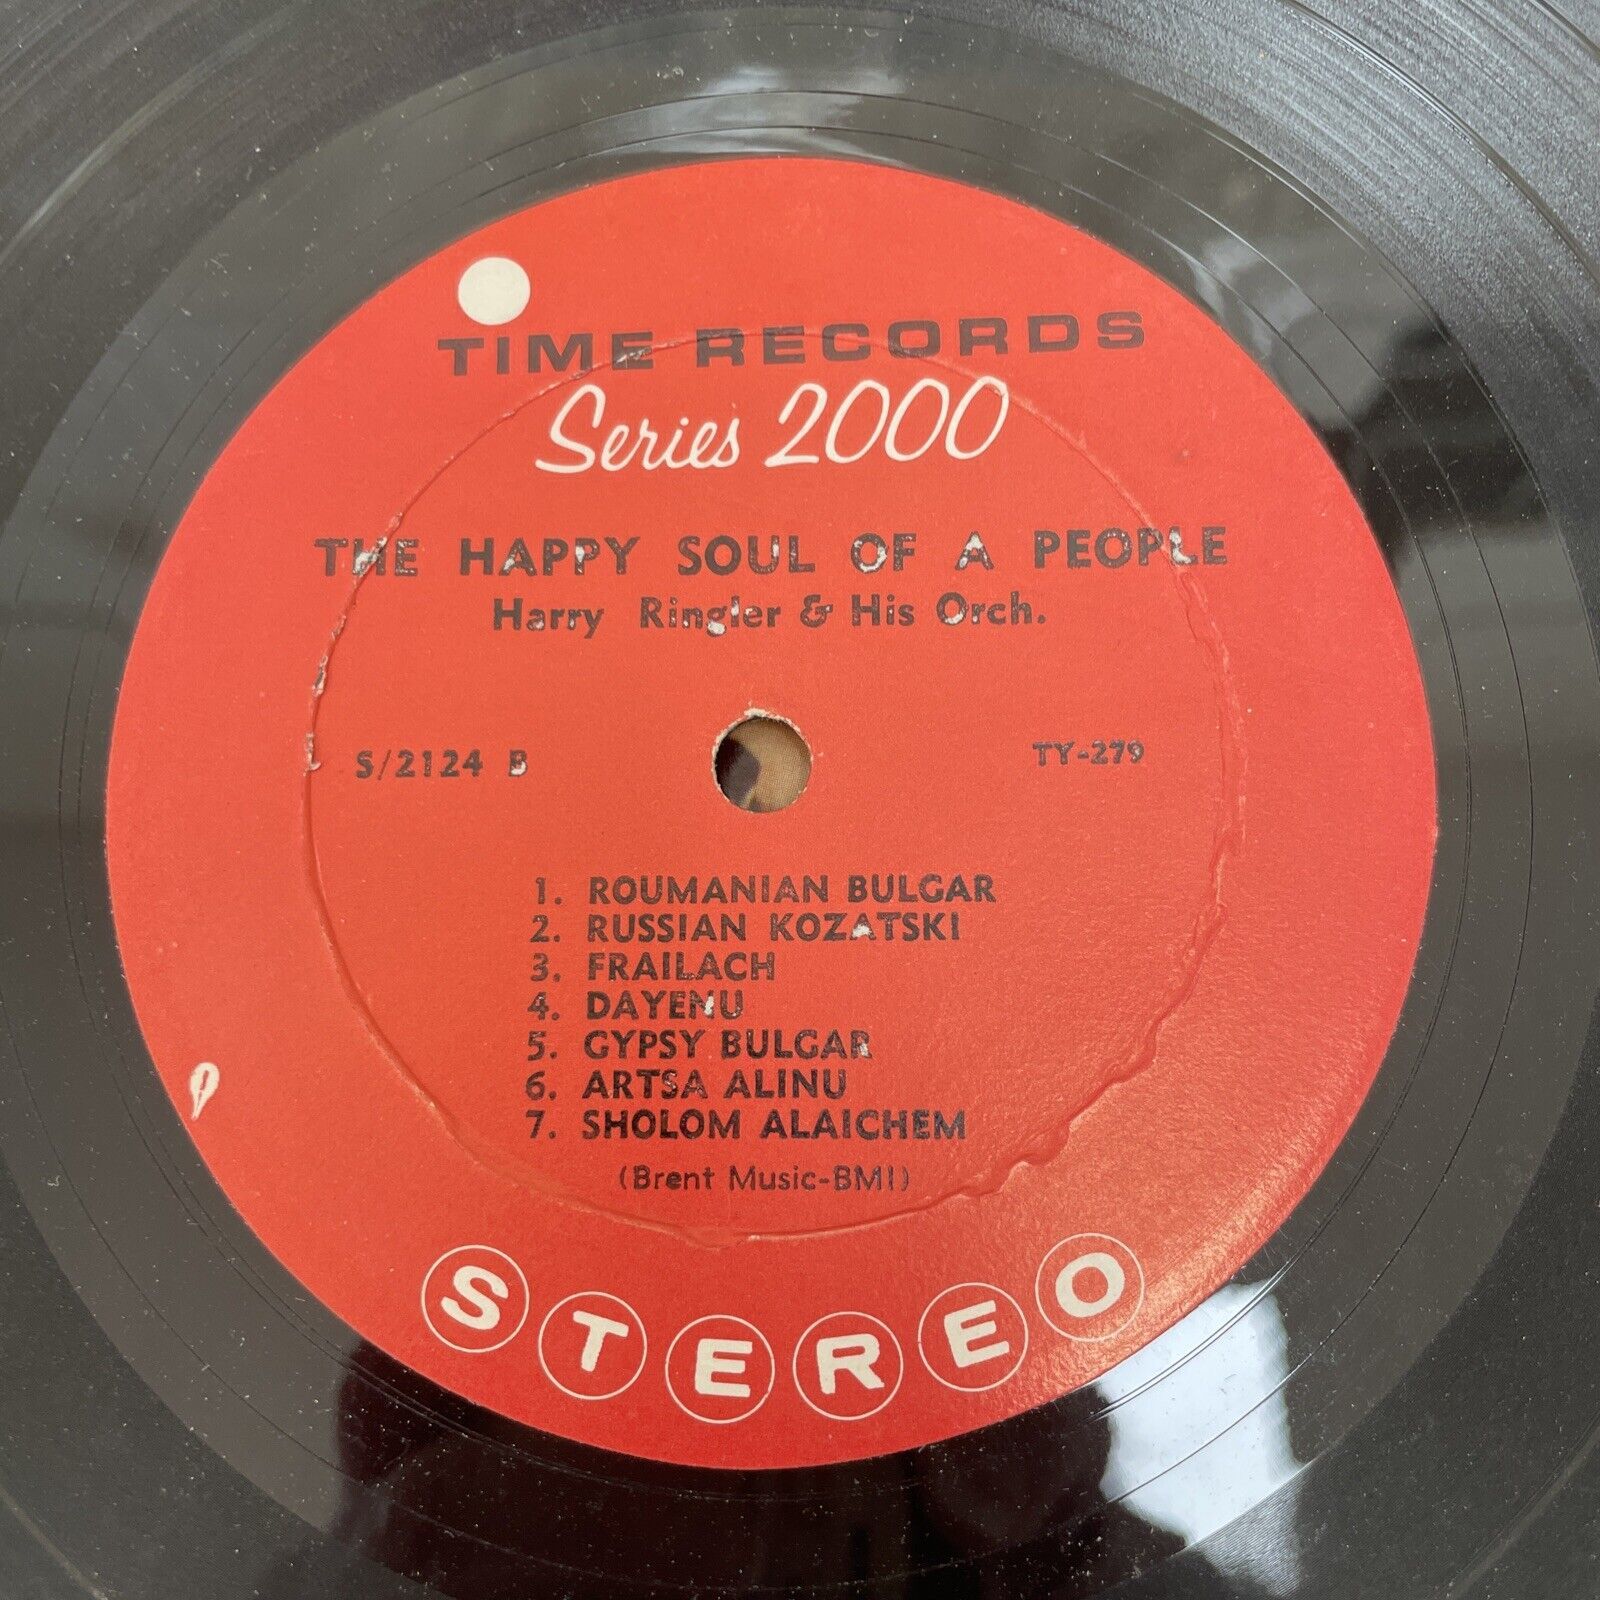 TIME RECORDS
Series 2000
THE HAPPY SOUL OF A PEOPLE
Harry Ringler & His Orch.
S/2124 B
TY-279
1. ROUMANIAN BULGAR
2. RUSSIAN KOZATSKI
3. FRAILACH
4. DAYENU
5. GYPSY BULGAR
6. ARTSA ALINU
7. SHOLOM ALAICHEM
(Brent Music-BMI)
STEREO